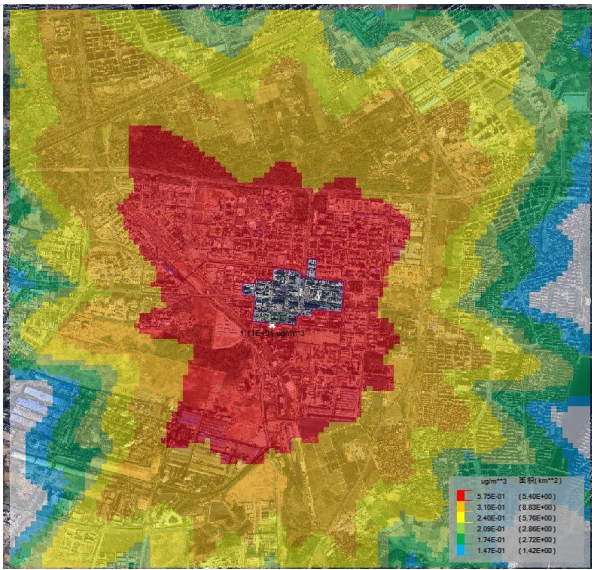 ug/m**3 面积(km**2)
5.75E-01 (5.40E+00)
3.10E-01 (8.83E+00)
2.40E-01 (5.76E+00)
2.09E-01 (2.86E+00)
1.74E-01 (2.72E+00)
1.47E-01 (1.42E+00)